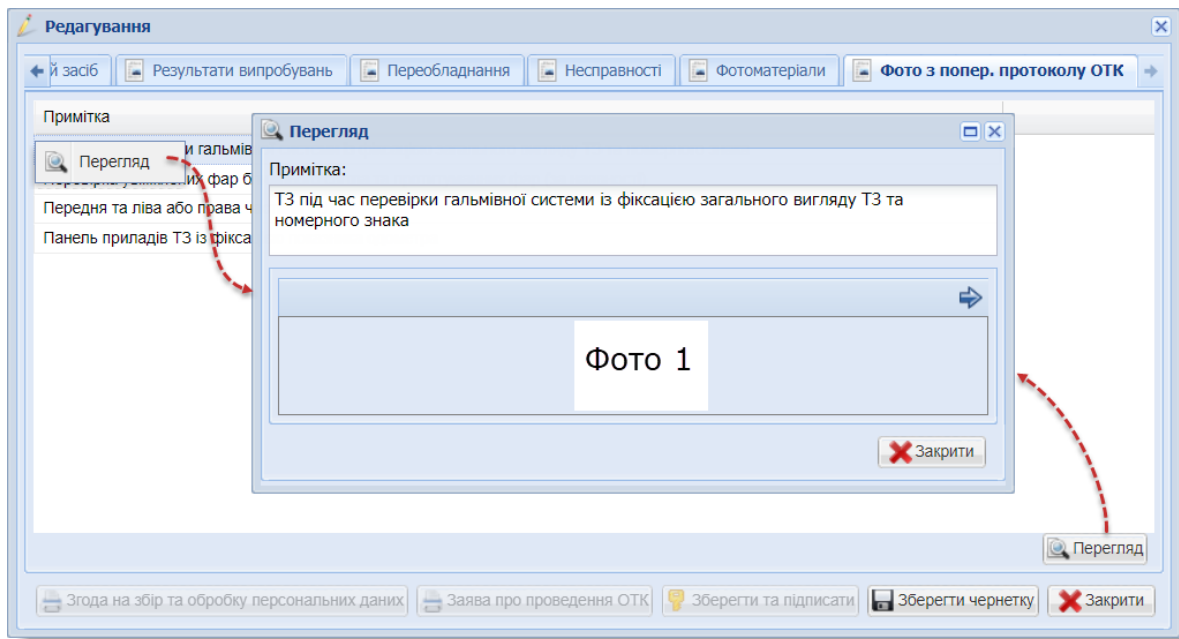 Редагування
й засіб
Результати випробувань
Переобладнання
Несправності
Фотоматеріали
Фото з попер. протоколу ОТК
Примітка
Перегляд
и гальмів
их фар б
Передня та ліва або права ч
Панель приладів ТЗ із фікса
Перегляд
Примітка:
ТЗ під час перевірки гальмівної системи із фіксацією загального вигляду ТЗ та
номерного знака
Фото 1
Закрити
Перегляд
Згода на збір та обробку персональних даних
Заява про проведення ОТК
Зберегти та підписати
Зберегти чернетку
Закрити